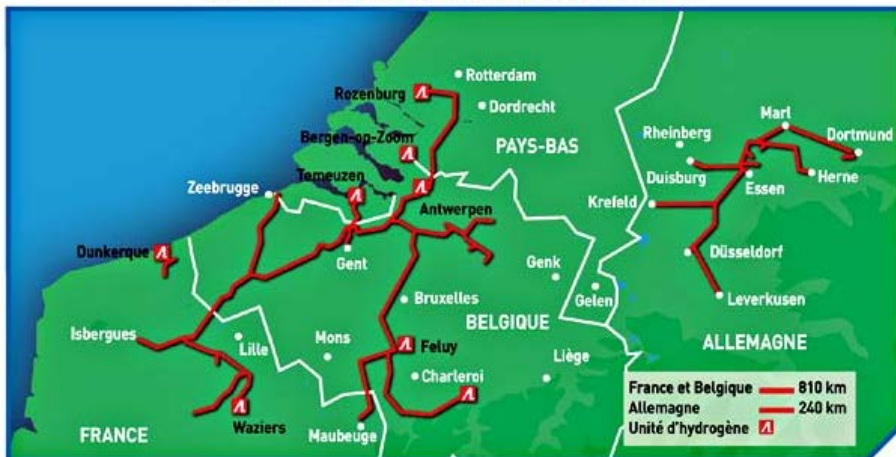 Rotterdam
Rozenburg
Dordrecht
PAYS-BAS
Bergen-op-Zoom
Marl
Rheinberg
Dortmund
Duisburg
Essen
Herne
Zeebrugge
Terneuzen
Krefeld
Antwerpen
Dunkerque
Gent
Genk
Gelen
Düsseldorf
Bruxelles
Leverkusen
Isbergues
Lille
Mons
BELGIQUE
Feluy
Charleroi
Liège
ALLEMAGNE
Waziers
Maubeuge
FRANCE
France et Belgique 810 km
Allemagne 240 km
Unité d'hydrogène